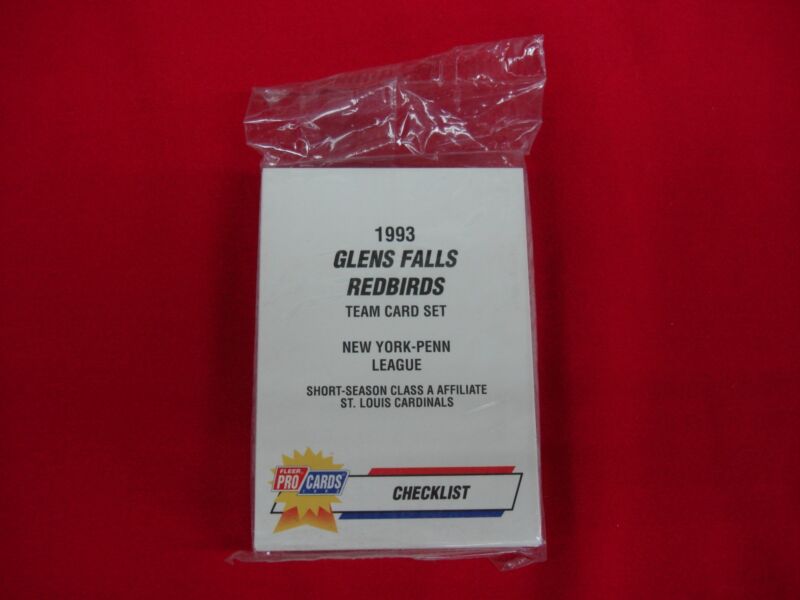 1993
GLENS FALLS
REDBIRDS
TEAM CARD SET
NEW YORK-PENN
LEAGUE
SHORT-SEASON CLASS A AFFILIATE
ST. LOUIS CARDINALS
FLEER
PRO CARDS
CHECKLIST